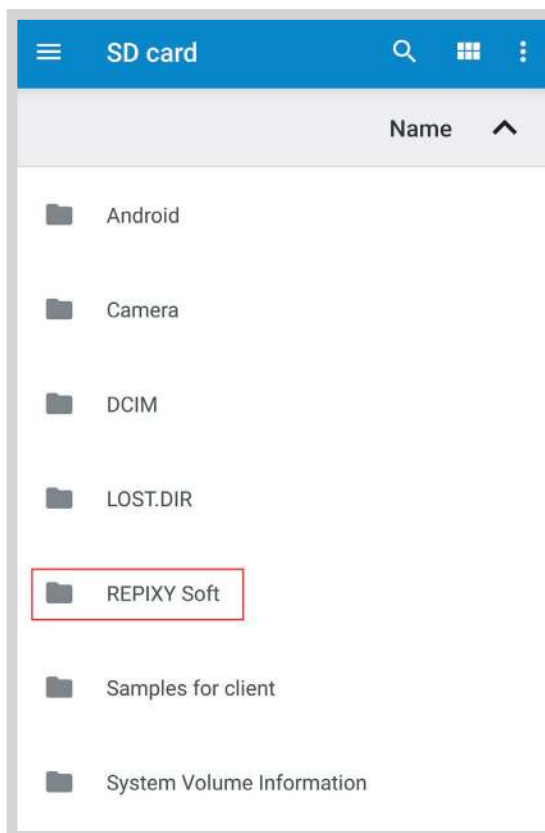 SD card
Name
Android
Camera
DCIM
LOST.DIR
REPIXY Soft
Samples for client
System Volume Information